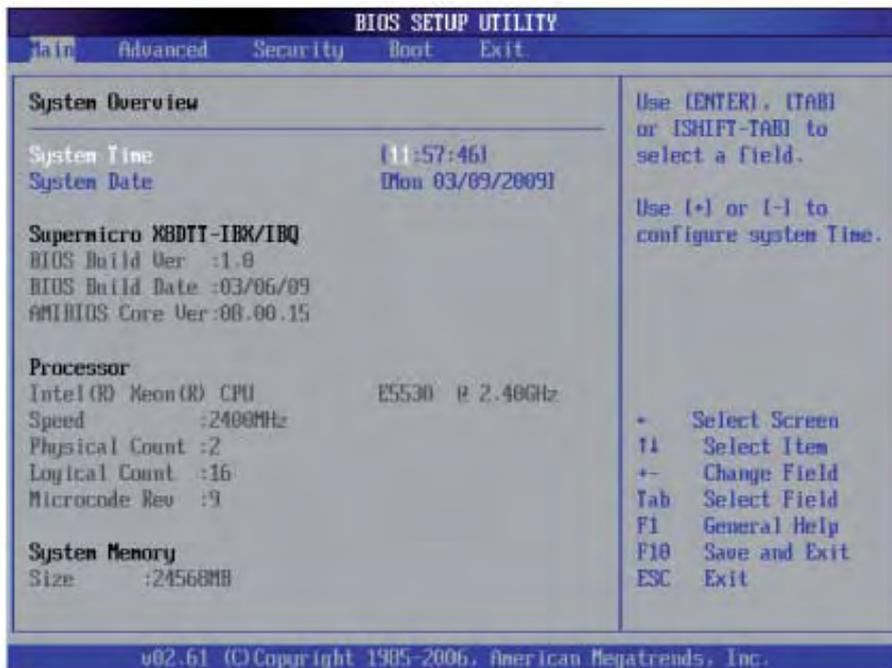 BIOS SETUP UTILITY
Main Advanced Security Boot Exit
System Overview
System Time [11:57:46]
System Date [Mon 03/09/2009]
Supermicro X8DTT-IBX/IBQ
BIOS Build Ver :1.0
BIOS Build Date :03/06/09
AMIBIOS Core Ver:08.00.15
Processor
Intel(R) Xeon(R) CPU E5530 @ 2.40GHz
Speed :2400MHz
Physical Count :2
Logical Count :16
Microcode Rev :9
System Memory
Size :24568MB
Use [ENTER], [TAB]
or [SHIFT-TAB] to
select a field.
Use [+] or [-] to
configure system Time.
← Select Screen
↑↓ Select Item
+- Change Field
Tab Select Field
F1 General Help
F10 Save and Exit
ESC Exit
v02.61 (C)Copyright 1985-2006, American Megatrends, Inc.